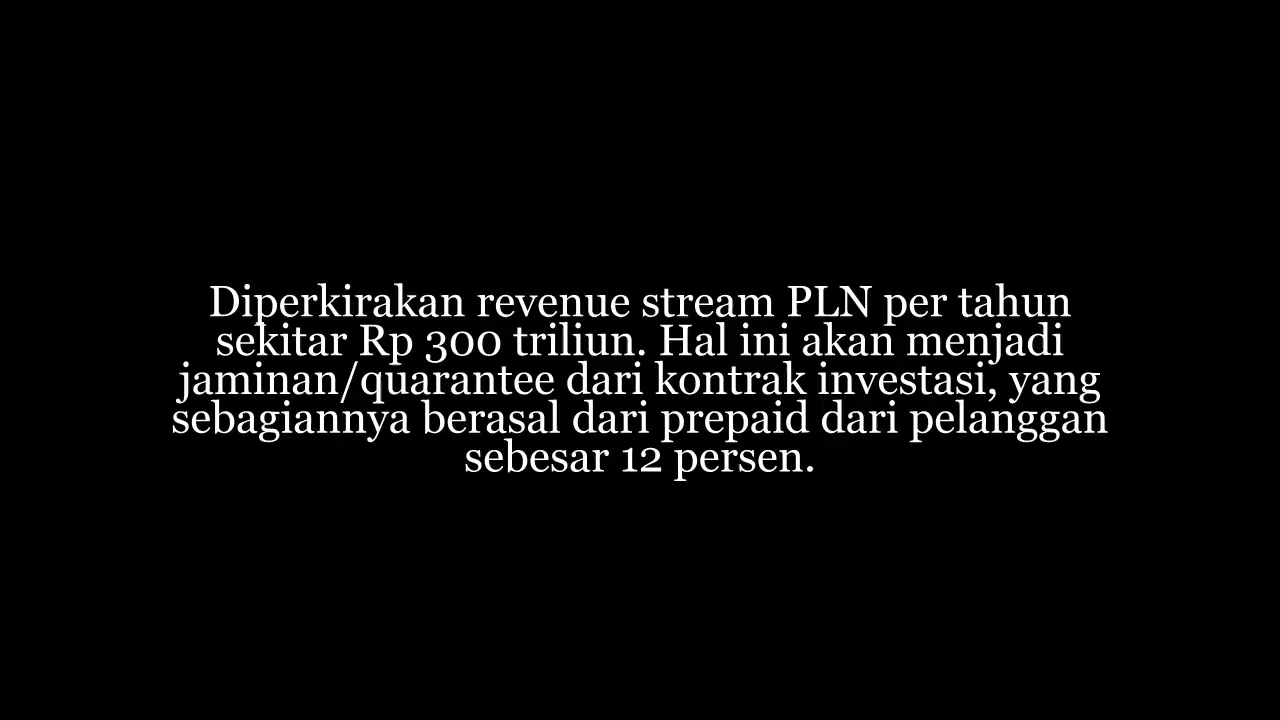 Diperkirakan revenue stream PLN per tahun
sekitar Rp 300 triliun. Hal ini akan menjadi
jaminan/quarantee dari kontrak investasi, yang
sebagiannya berasal dari prepaid dari pelanggan
sebesar 12 persen.